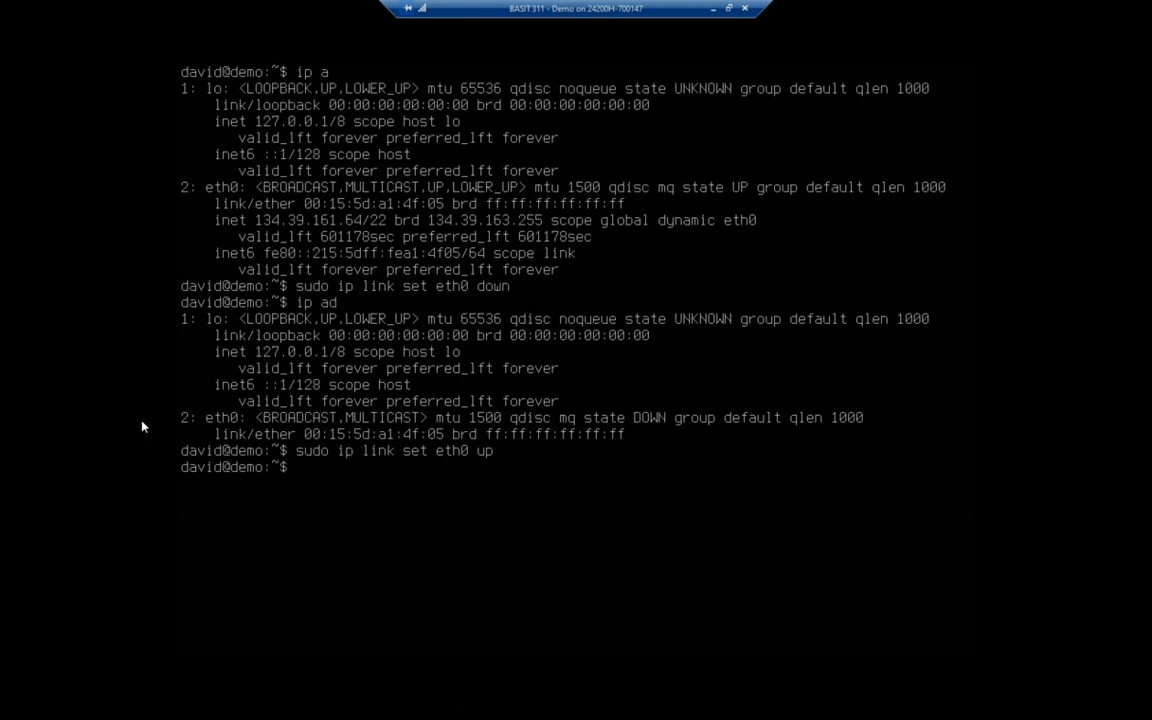 BASIT 311 - Demo on 24200H-700147
david@demo:~$ ip a
1: lo: <LOOPBACK,UP,LOWER_UP> mtu 65536 qdisc noqueue state UNKNOWN group default qlen 1000
link/loopback 00:00:00:00:00:00 brd 00:00:00:00:00:00
inet 127.0.0.1/8 scope host lo
valid_lft forever preferred_lft forever
inet6 ::1/128 scope host
valid_lft forever preferred_lft forever
2: eth0: <BROADCAST,MULTICAST,UP,LOWER_UP> mtu 1500 qdisc mq state UP group default qlen 1000
link/ether 00:15:5d:a1:4f:05 brd ff:ff:ff:ff:ff:ff
inet 134.39.161.64/22 brd 134.39.163.255 scope global dynamic eth0
valid_lft 601178sec preferred_lft 601178sec
inet6 fe80::215:5dff:fea1:4f05/64 scope link
valid_lft forever preferred_lft forever
david@demo:~$ sudo ip link set eth0 down
david@demo:~$ ip ad
1: lo: <LOOPBACK,UP,LOWER_UP> mtu 65536 qdisc noqueue state UNKNOWN group default qlen 1000
link/loopback 00:00:00:00:00:00 brd 00:00:00:00:00:00
inet 127.0.0.1/8 scope host lo
valid_lft forever preferred_lft forever
inet6 ::1/128 scope host
valid_lft forever preferred_lft forever
2: eth0: <BROADCAST,MULTICAST> mtu 1500 qdisc mq state DOWN group default qlen 1000
link/ether 00:15:5d:a1:4f:05 brd ff:ff:ff:ff:ff:ff
david@demo:~$ sudo ip link set eth0 up
david@demo:~$